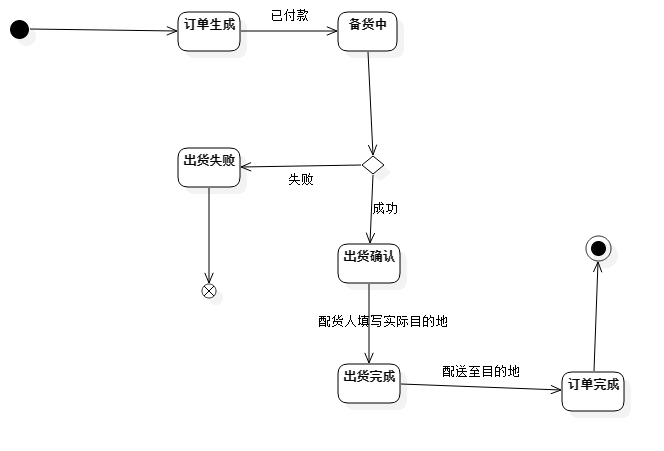 订单生成
已付款
备货中
出货失败
失败
成功
出货确认
配货人填写实际目的地
出货完成
配送至目的地
订单完成